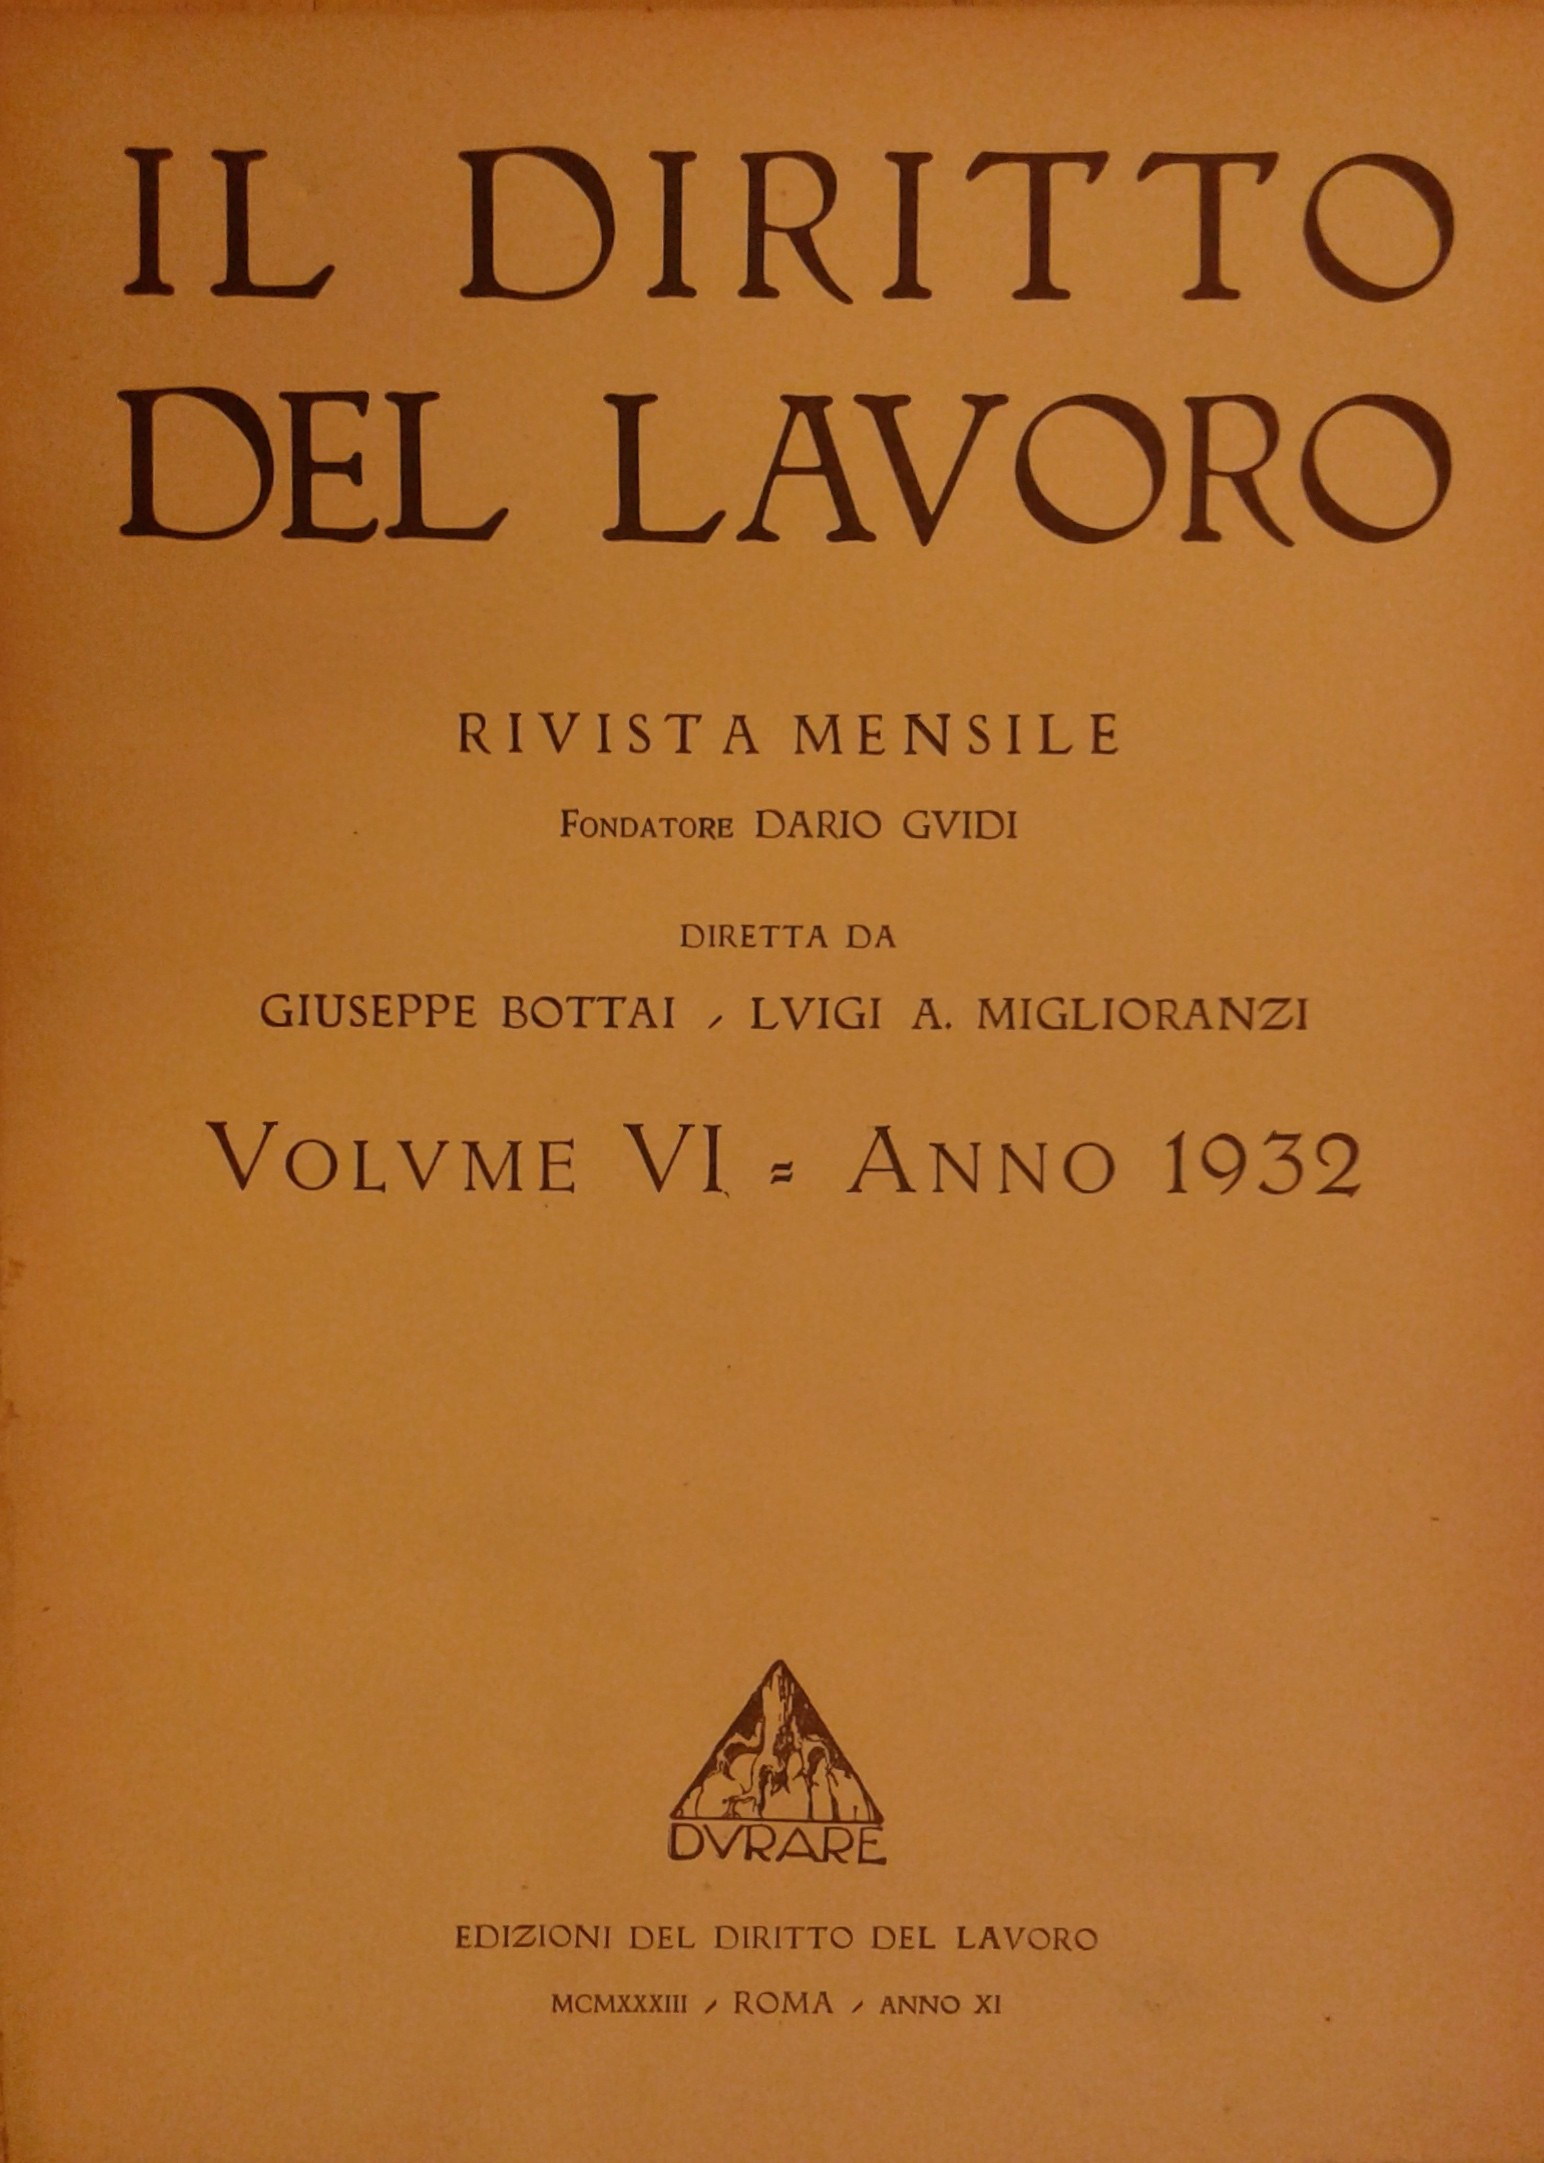 IL DIRITTO
DEL LAVORO
RIVISTA MENSILE
FONDATORE DARIO GVIDI
DIRETTA DA
GIUSEPPE BOTTAI / LVIGI A. MIGLIORANZI
VOLVME VI = ANNO 1932
DVRARE
EDIZIONI DEL DIRITTO DEL LAVORO
MCMXXXIII / ROMA / ANNO XI